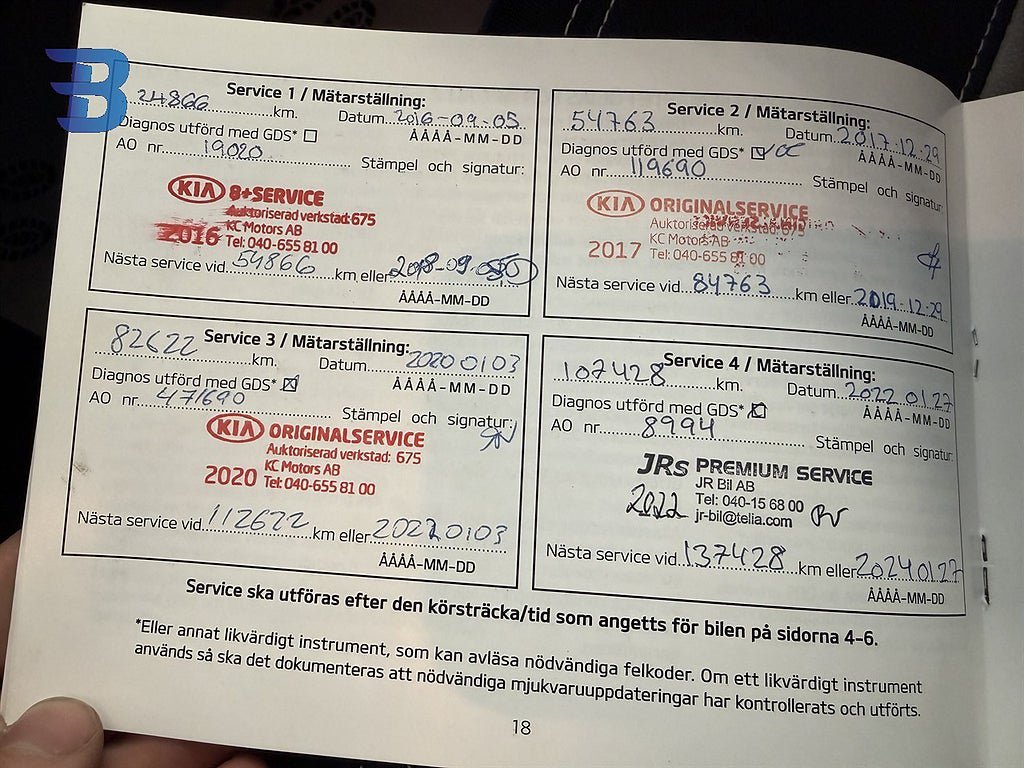 Service 1 / Mätarställning:
24866 km. Datum 2016-09-05
ÅÅÅÅ-MM-DD
Diagnos utförd med GDS*
AO nr. 19020 Stämpel och signatur:
KIA 8+SERVICE
Auktoriserad verkstad: 675
KC Motors AB
2016 Tel: 040-655 81 00
Nästa service vid 54866 km eller 2018-09-05
ÅÅÅÅ-MM-DD
Service 2 / Mätarställning:
54763 km. Datum 2017-12-29
ÅÅÅÅ-MM-DD
Diagnos utförd med GDS*
AO nr. 119690 Stämpel och signatur:
KIA ORIGINALSERVICE
Auktoriserad verkstad 675
KC Motors AB
2017 Tel: 040-655 81 00
Nästa service vid 84763 km eller 2019-12-29
ÅÅÅÅ-MM-DD
Service 3 / Mätarställning:
82622 km. Datum 20200103
ÅÅÅÅ-MM-DD
Diagnos utförd med GDS*
AO nr. 471690 Stämpel och signatur:
KIA ORIGINALSERVICE
Auktoriserad verkstad: 675
KC Motors AB
2020 Tel: 040-655 81 00
Nästa service vid 112622 km eller 20220103
ÅÅÅÅ-MM-DD
Service 4 / Mätarställning:
107428 km. Datum 20220127
ÅÅÅÅ-MM-DD
Diagnos utförd med GDS*
AO nr. 8994 Stämpel och signatur:
JRs PREMIUM SERVICE
JR Bil AB
Tel: 040-15 68 00
2022 jr-bil@telia.com
Nästa service vid 137428 km eller 20240127
ÅÅÅÅ-MM-DD
Service ska utföras efter den körsträcka/tid som angetts för bilen på sidorna 4-6.
*Eller annat likvärdigt instrument, som kan avläsa nödvändiga felkoder. Om ett likvärdigt instrument
används så ska det dokumenteras att nödvändiga mjukvaruuppdateringar har kontrollerats och utförts.
18